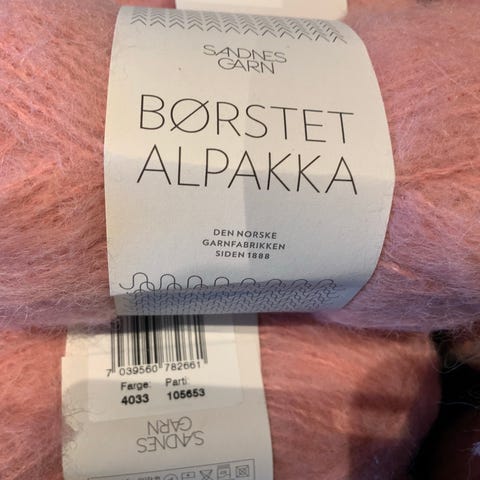 SANDNES
GARN
BØRSTET
ALPAKKA
DEN NORSKE
GARNFABRIKKEN
SIDEN 1888
7 039560 782661
Farge: Parti:
4033 105653
SANDNES
GARN